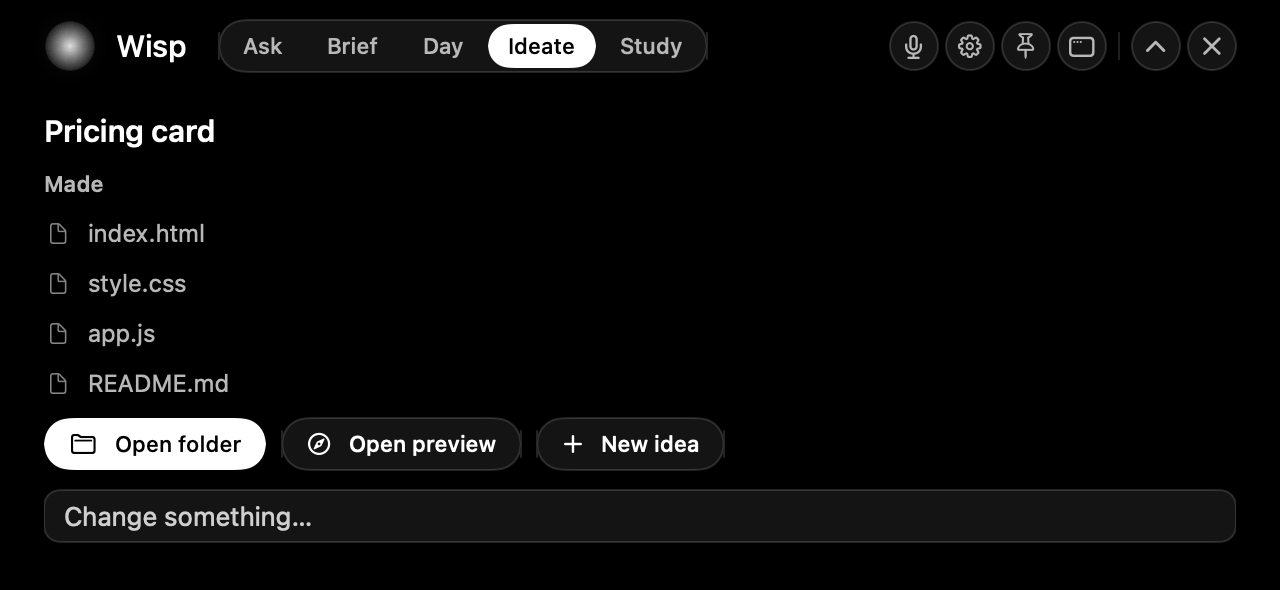 Wisp Ask Brief Day Ideate Study
Pricing card
Made
index.html
style.css
app.js
README.md
Open folder Open preview New idea
Change something...